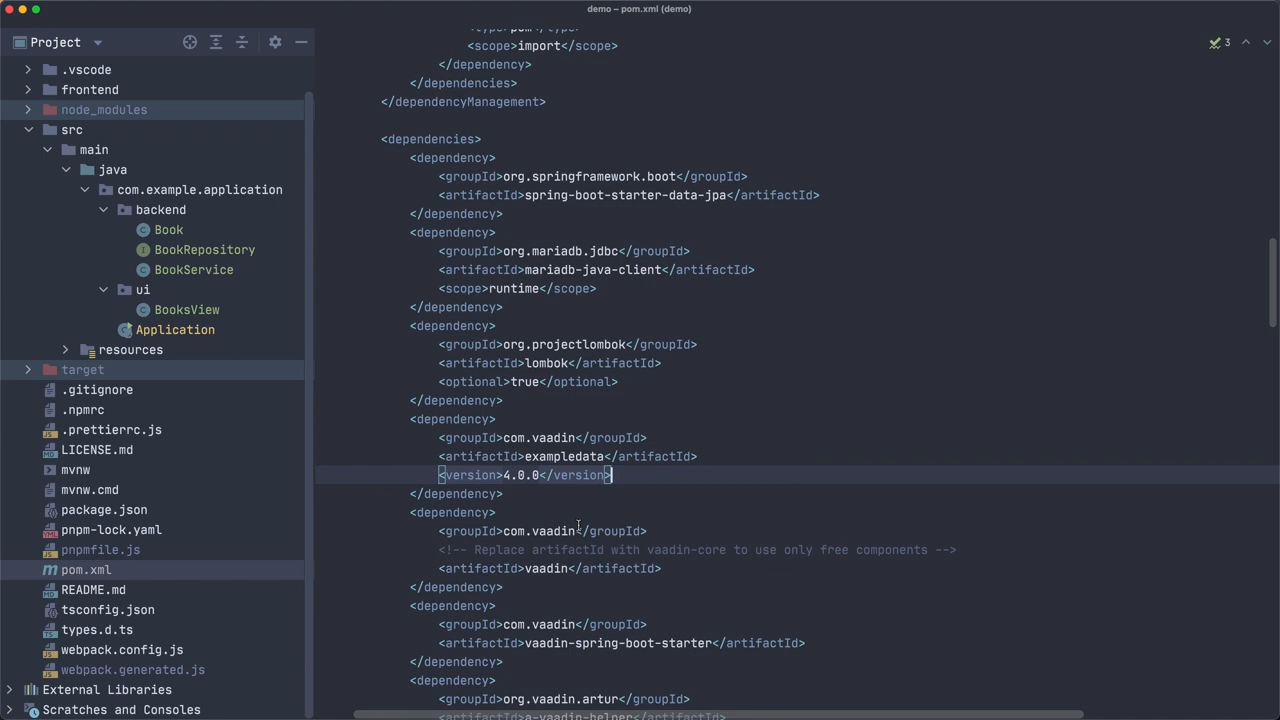 demo – pom.xml (demo)
Project
.vscode
frontend
node_modules
src
main
java
com.example.application
backend
Book
BookRepository
BookService
ui
BooksView
Application
resources
target
.gitignore
.npmrc
.prettierrc.js
LICENSE.md
mvnw
mvnw.cmd
package.json
pnpm-lock.yaml
pnpmfile.js
pom.xml
README.md
tsconfig.json
types.d.ts
webpack.config.js
webpack.generated.js
External Libraries
Scratches and Consoles
3
<type>pom</type>
<scope>import</scope>
</dependency>
</dependencies>
</dependencyManagement>
<dependencies>
<dependency>
<groupId>org.springframework.boot</groupId>
<artifactId>spring-boot-starter-data-jpa</artifactId>
</dependency>
<dependency>
<groupId>org.mariadb.jdbc</groupId>
<artifactId>mariadb-java-client</artifactId>
<scope>runtime</scope>
</dependency>
<dependency>
<groupId>org.projectlombok</groupId>
<artifactId>lombok</artifactId>
<optional>true</optional>
</dependency>
<dependency>
<groupId>com.vaadin</groupId>
<artifactId>exampledata</artifactId>
<version>4.0.0</version>
</dependency>
<dependency>
<groupId>com.vaadin</groupId>
<!-- Replace artifactId with vaadin-core to use only free components -->
<artifactId>vaadin</artifactId>
</dependency>
<dependency>
<groupId>com.vaadin</groupId>
<artifactId>vaadin-spring-boot-starter</artifactId>
</dependency>
<dependency>
<groupId>org.vaadin.artur</groupId>
<artifactId>a-vaadin-helper</artifactId>